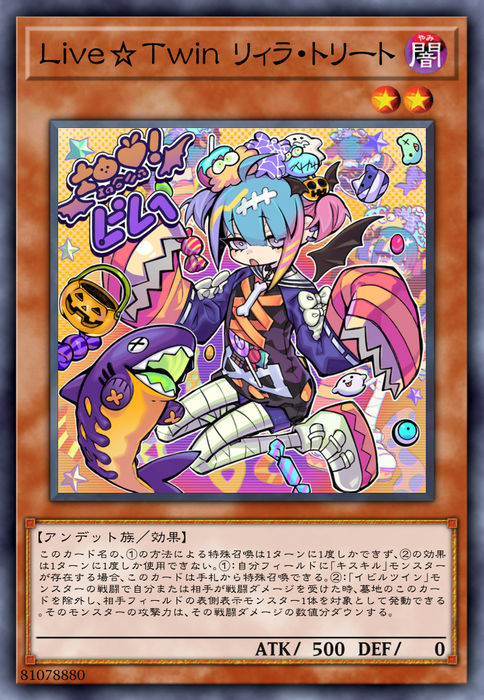 Live☆Twin リィラ・トリート
やみ
闇
ビレへ
【アンデット族／効果】
このカード名の、①の方法による特殊召喚は1ターンに1度しかできず、②の効果
は1ターンに1度しか使用できない。①：自分フィールドに「キスキル」モンスター
が存在する場合、このカードは手札から特殊召喚できる。②：「イビルツイン」モ
ンスターの戦闘で自分または相手が戦闘ダメージを受けた時、墓地のこのカー
ドを除外し、相手フィールドの表側表示モンスター1体を対象として発動できる。
そのモンスターの攻撃力は、その戦闘ダメージの数値分ダウンする。
ATK/ 500 DEF/ 0
81078880